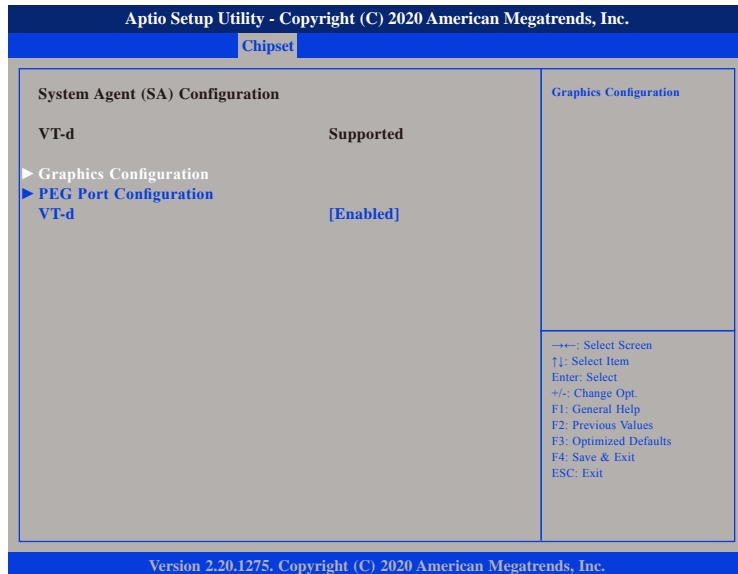 Aptio Setup Utility - Copyright (C) 2020 American Megatrends, Inc.
Chipset
System Agent (SA) Configuration
VT-d Supported
► Graphics Configuration
► PEG Port Configuration
VT-d [Enabled]
Graphics Configuration
→←: Select Screen
↑↓: Select Item
Enter: Select
+/-: Change Opt.
F1: General Help
F2: Previous Values
F3: Optimized Defaults
F4: Save & Exit
ESC: Exit
Version 2.20.1275. Copyright (C) 2020 American Megatrends, Inc.